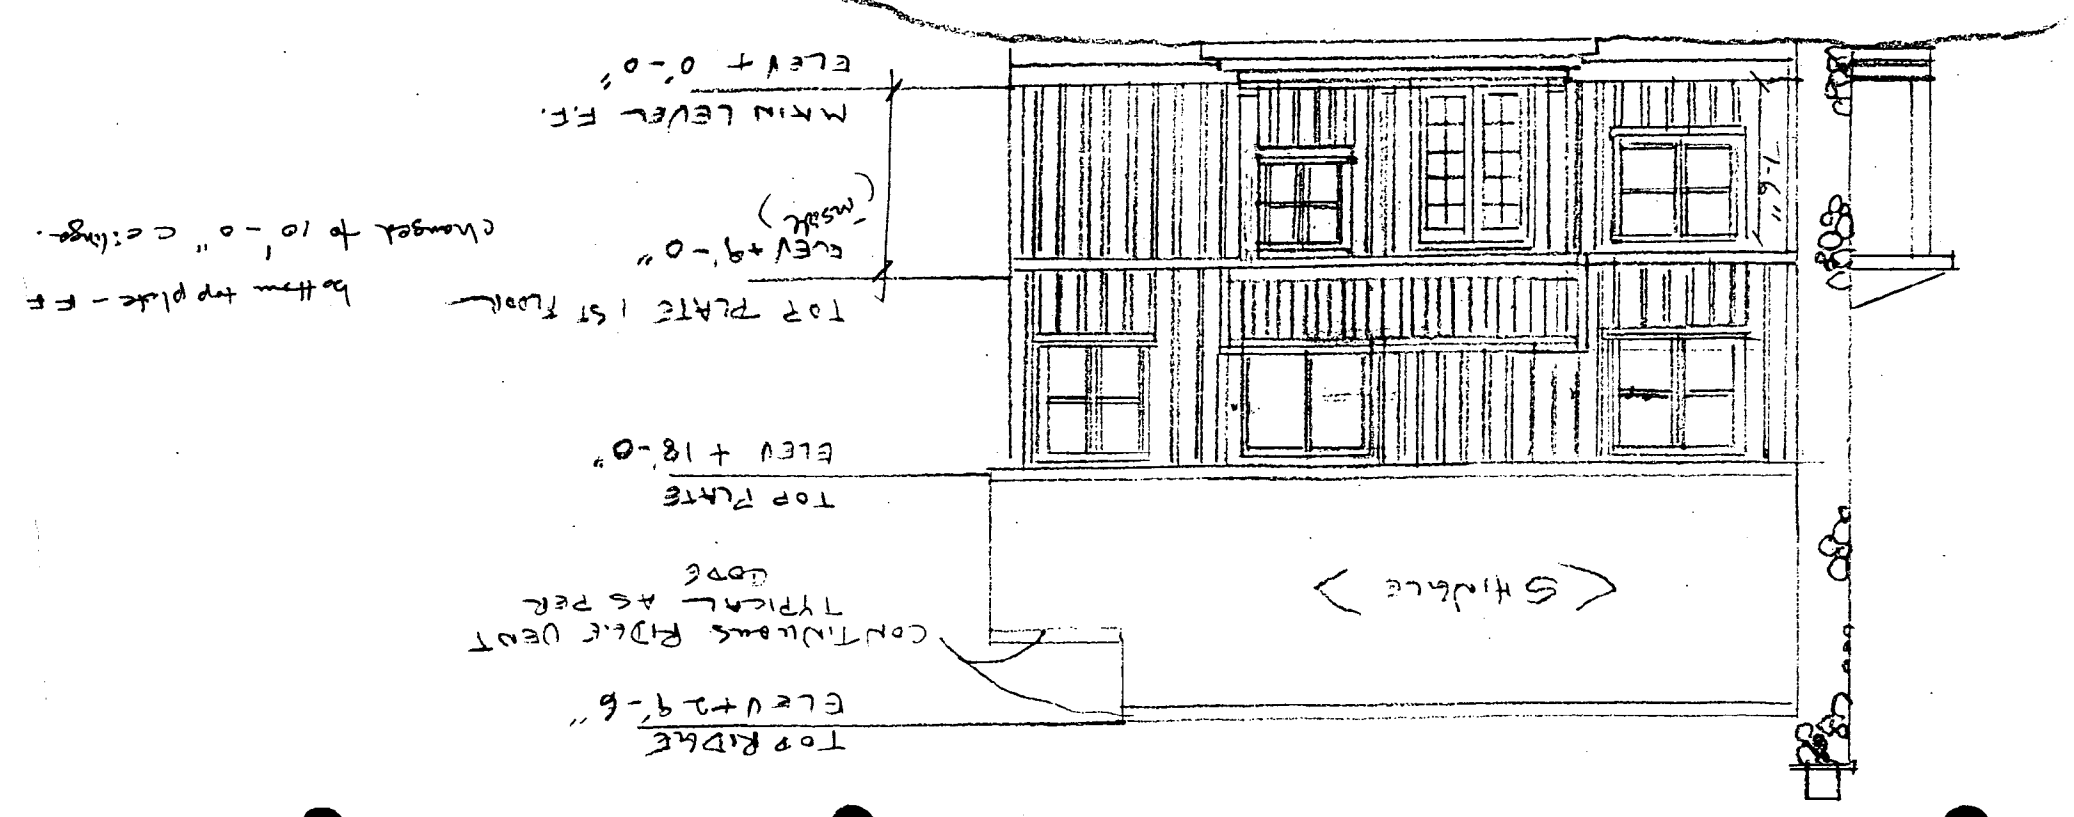 TOP RIDGE
ELEV +29'-6"
CONTINUOUS RIDGE VENT
TYPICAL AS PER
CODE
<SHINGLE>
TOP PLATE
ELEV + 18'-0"
TOP PLATE 1ST FLOOR
bottom top plate - FF
ELEV +9'-0"
(inside)
changed to 10'-0" ceilings.
7'-6"
MAIN LEVEL F.F.
ELEV + 0'-0"